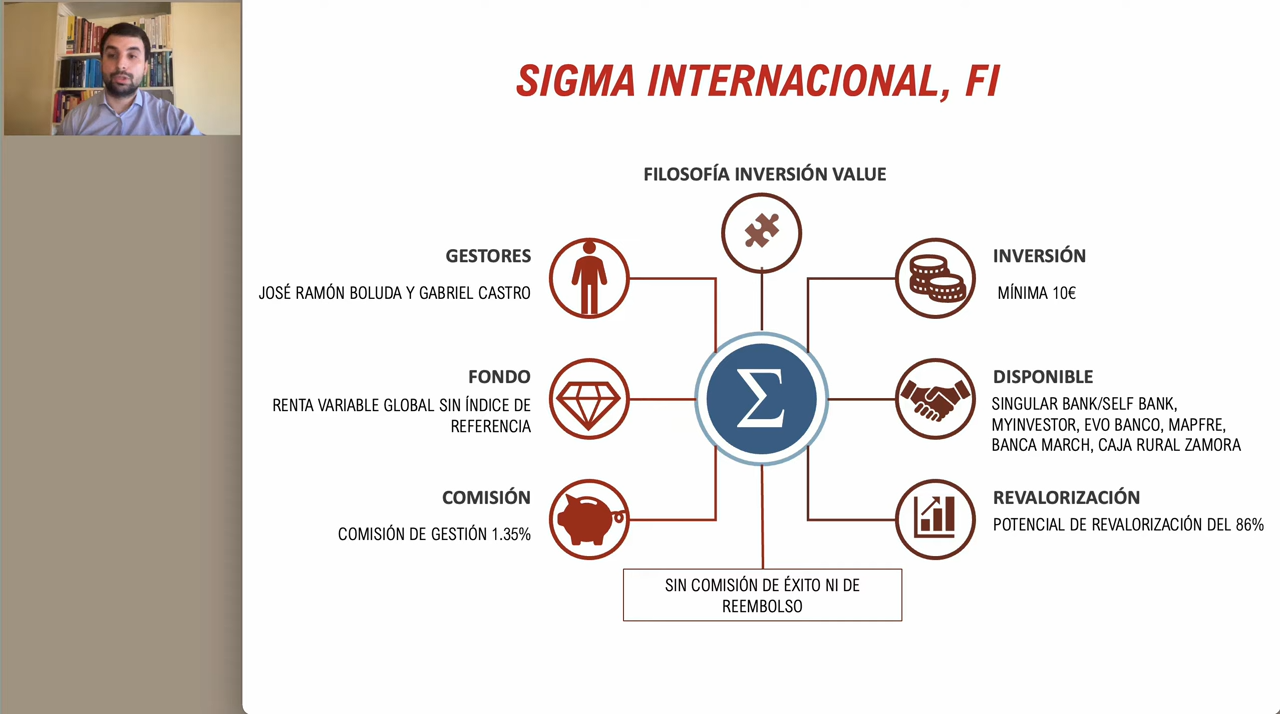 SIGMA INTERNACIONAL, FI
FILOSOFÍA INVERSIÓN VALUE
GESTORES
JOSÉ RAMÓN BOLUDA Y GABRIEL CASTRO
INVERSIÓN
MÍNIMA 10€
FONDO
RENTA VARIABLE GLOBAL SIN ÍNDICE DE
REFERENCIA
Σ
DISPONIBLE
SINGULAR BANK/SELF BANK,
MYINVESTOR, EVO BANCO, MAPFRE,
BANCA MARCH, CAJA RURAL ZAMORA
COMISIÓN
COMISIÓN DE GESTIÓN 1.35%
REVALORIZACIÓN
POTENCIAL DE REVALORIZACIÓN DEL 86%
SIN COMISIÓN DE ÉXITO NI DE
REEMBOLSO